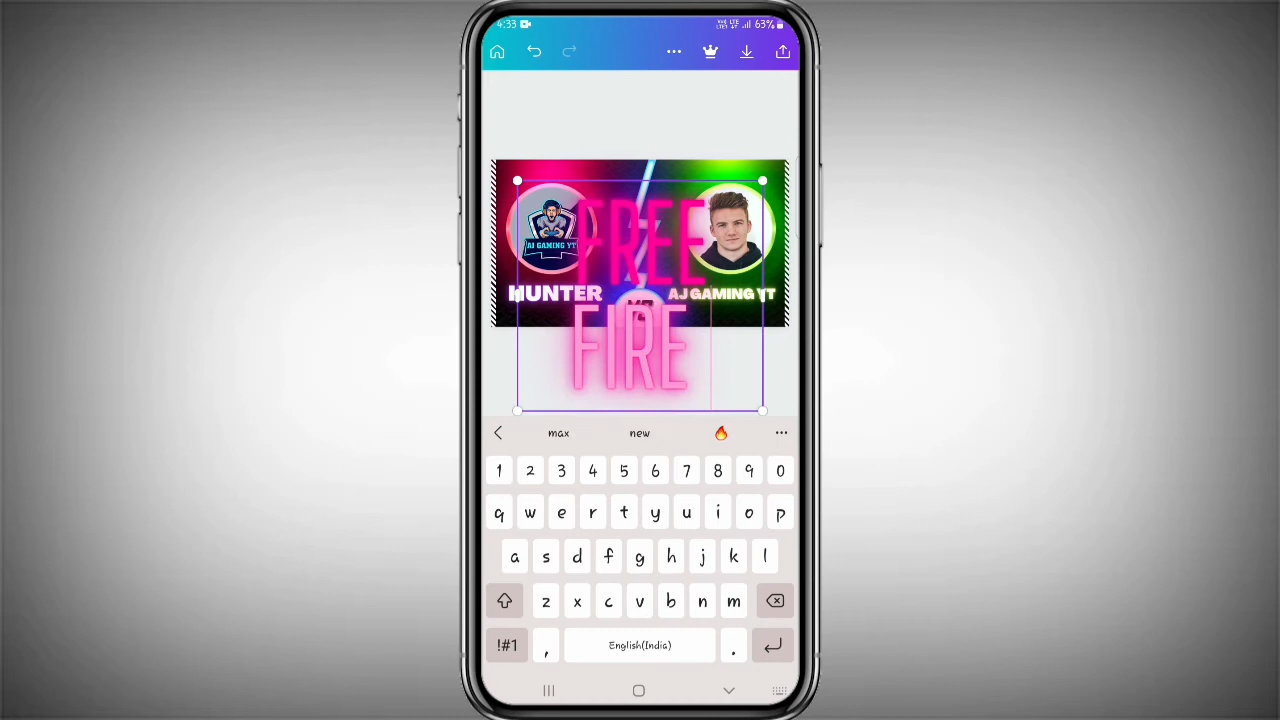 4:33 63%
FREE
AJ GAMING YT
HUNTER AJ GAMING YT
FIRE
max new 🔥 •••
1 2 3 4 5 6 7 8 9 0
q w e r t y u i o p
a s d f g h j k l
z x c v b n m
!#1 , English(India) .